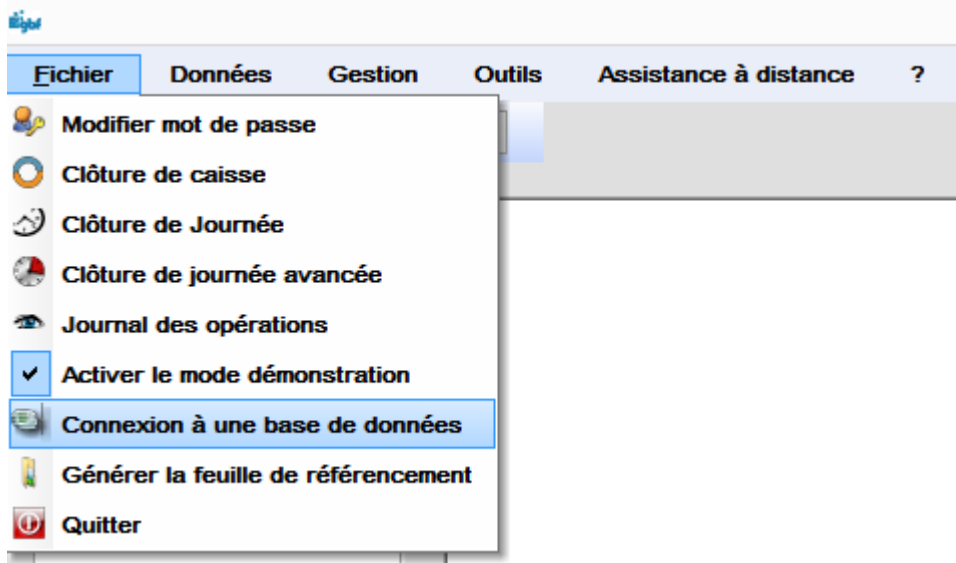 Fichier Données Gestion Outils Assistance à distance ?
Modifier mot de passe
Clôture de caisse
Clôture de Journée
Clôture de journée avancée
Journal des opérations
Activer le mode démonstration
Connexion à une base de données
Générer la feuille de référencement
Quitter